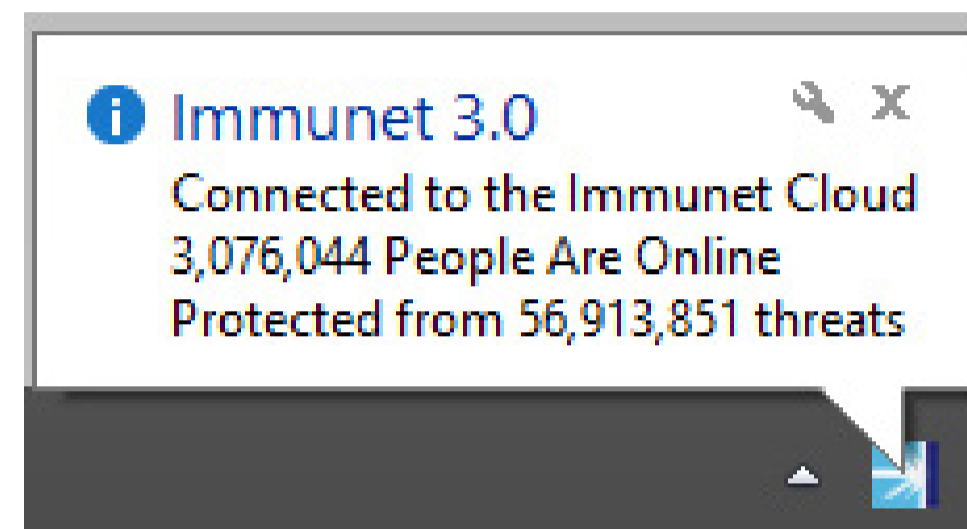 Immunet 3.0
Connected to the Immunet Cloud
3,076,044 People Are Online
Protected from 56,913,851 threats